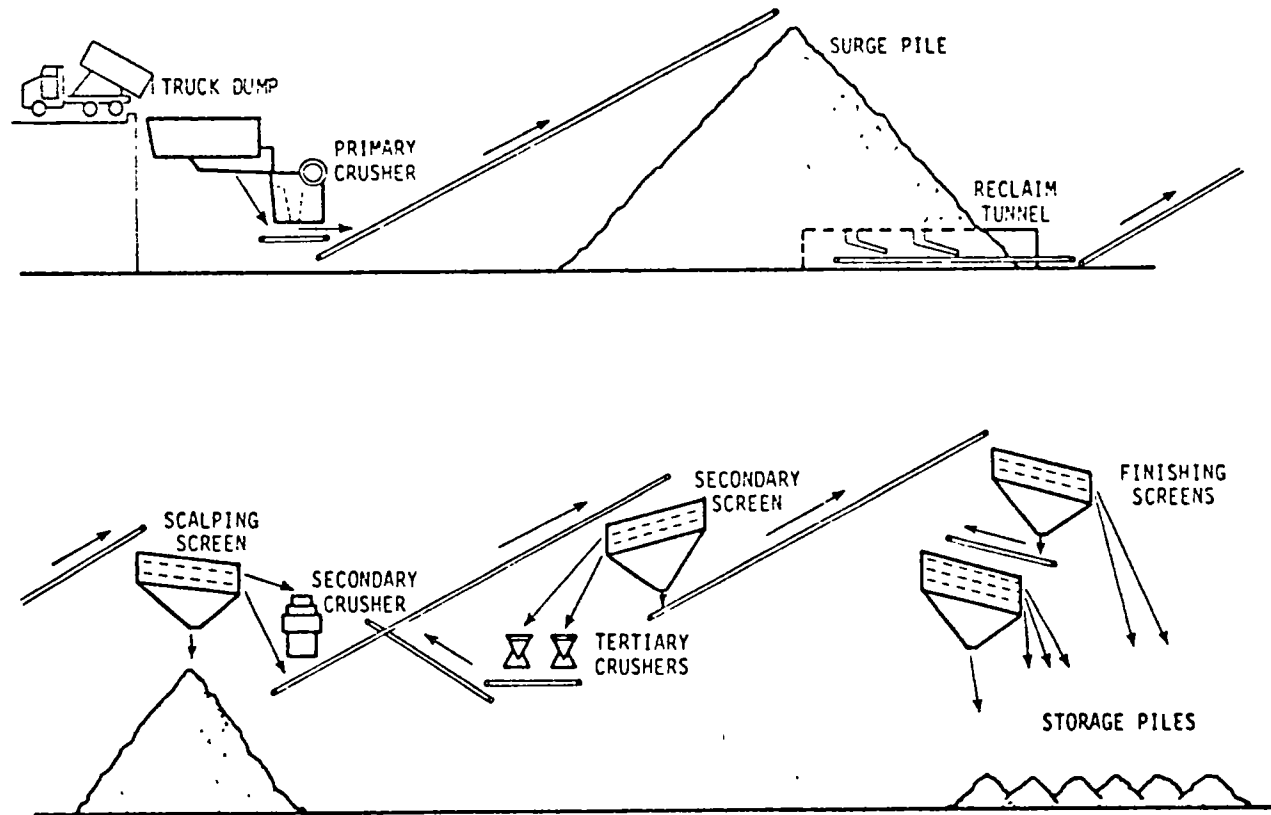 TRUCK DUMP
SURGE PILE
PRIMARY
CRUSHER
RECLAIM
TUNNEL
SCALPING
SCREEN
SECONDARY
CRUSHER
SECONDARY
SCREEN
TERTIARY
CRUSHERS
FINISHING
SCREENS
STORAGE PILES